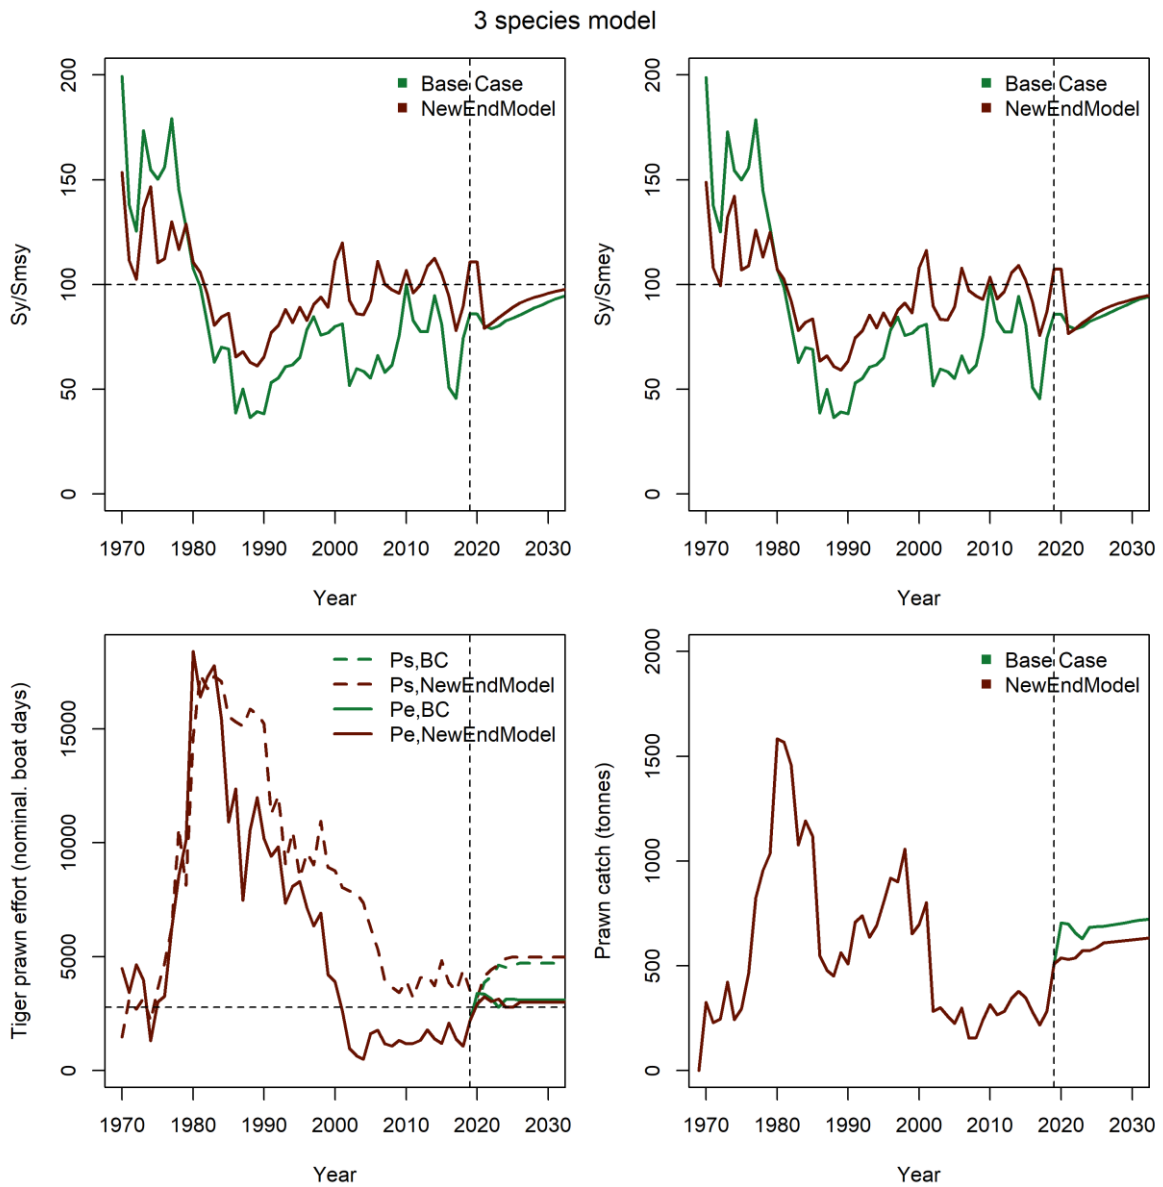 3 species model
200
150
100
50
0
Sy/Smsy
Base Case
NewEndModel
1970 1980 1990 2000 2010 2020 2030
Year
200
150
100
50
0
Sy/Smey
Base Case
NewEndModel
1970 1980 1990 2000 2010 2020 2030
Year
15000
10000
5000
0
Tiger prawn effort (nominal. boat days)
Ps,BC
Ps,NewEndModel
Pe,BC
Pe,NewEndModel
1970 1980 1990 2000 2010 2020 2030
Year
2000
1500
1000
500
0
Prawn catch (tonnes)
Base Case
NewEndModel
1970 1980 1990 2000 2010 2020 2030
Year